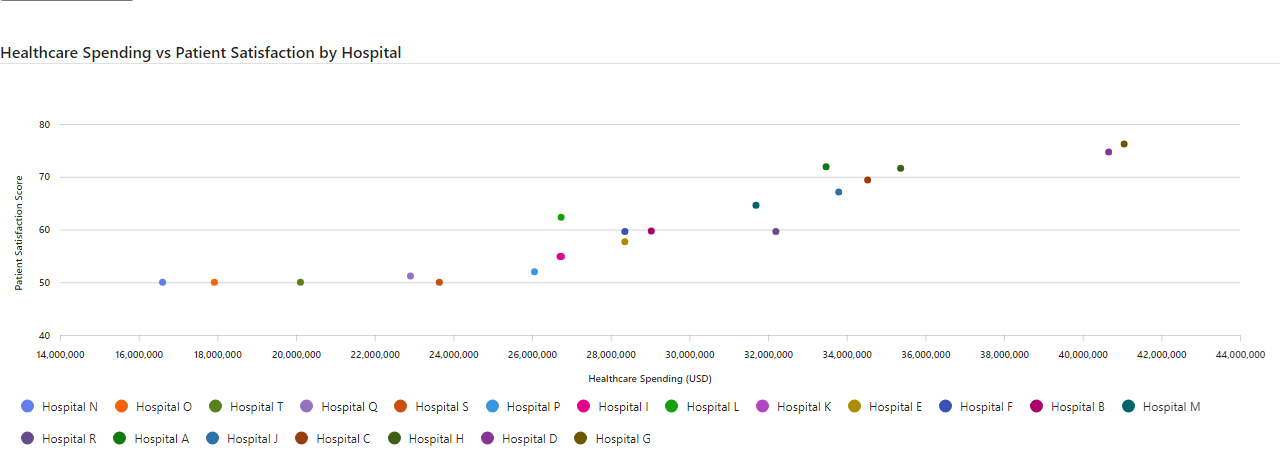 Healthcare Spending vs Patient Satisfaction by Hospital
80
70
60
50
40
Patient Satisfaction Score
14,000,000 16,000,000 18,000,000 20,000,000 22,000,000 24,000,000 26,000,000 28,000,000 30,000,000 32,000,000 34,000,000 36,000,000 38,000,000 40,000,000 42,000,000 44,000,000
Healthcare Spending (USD)
Hospital N Hospital O Hospital T Hospital Q Hospital S Hospital P Hospital I Hospital L Hospital K Hospital E Hospital F Hospital B Hospital M
Hospital R Hospital A Hospital J Hospital C Hospital H Hospital D Hospital G